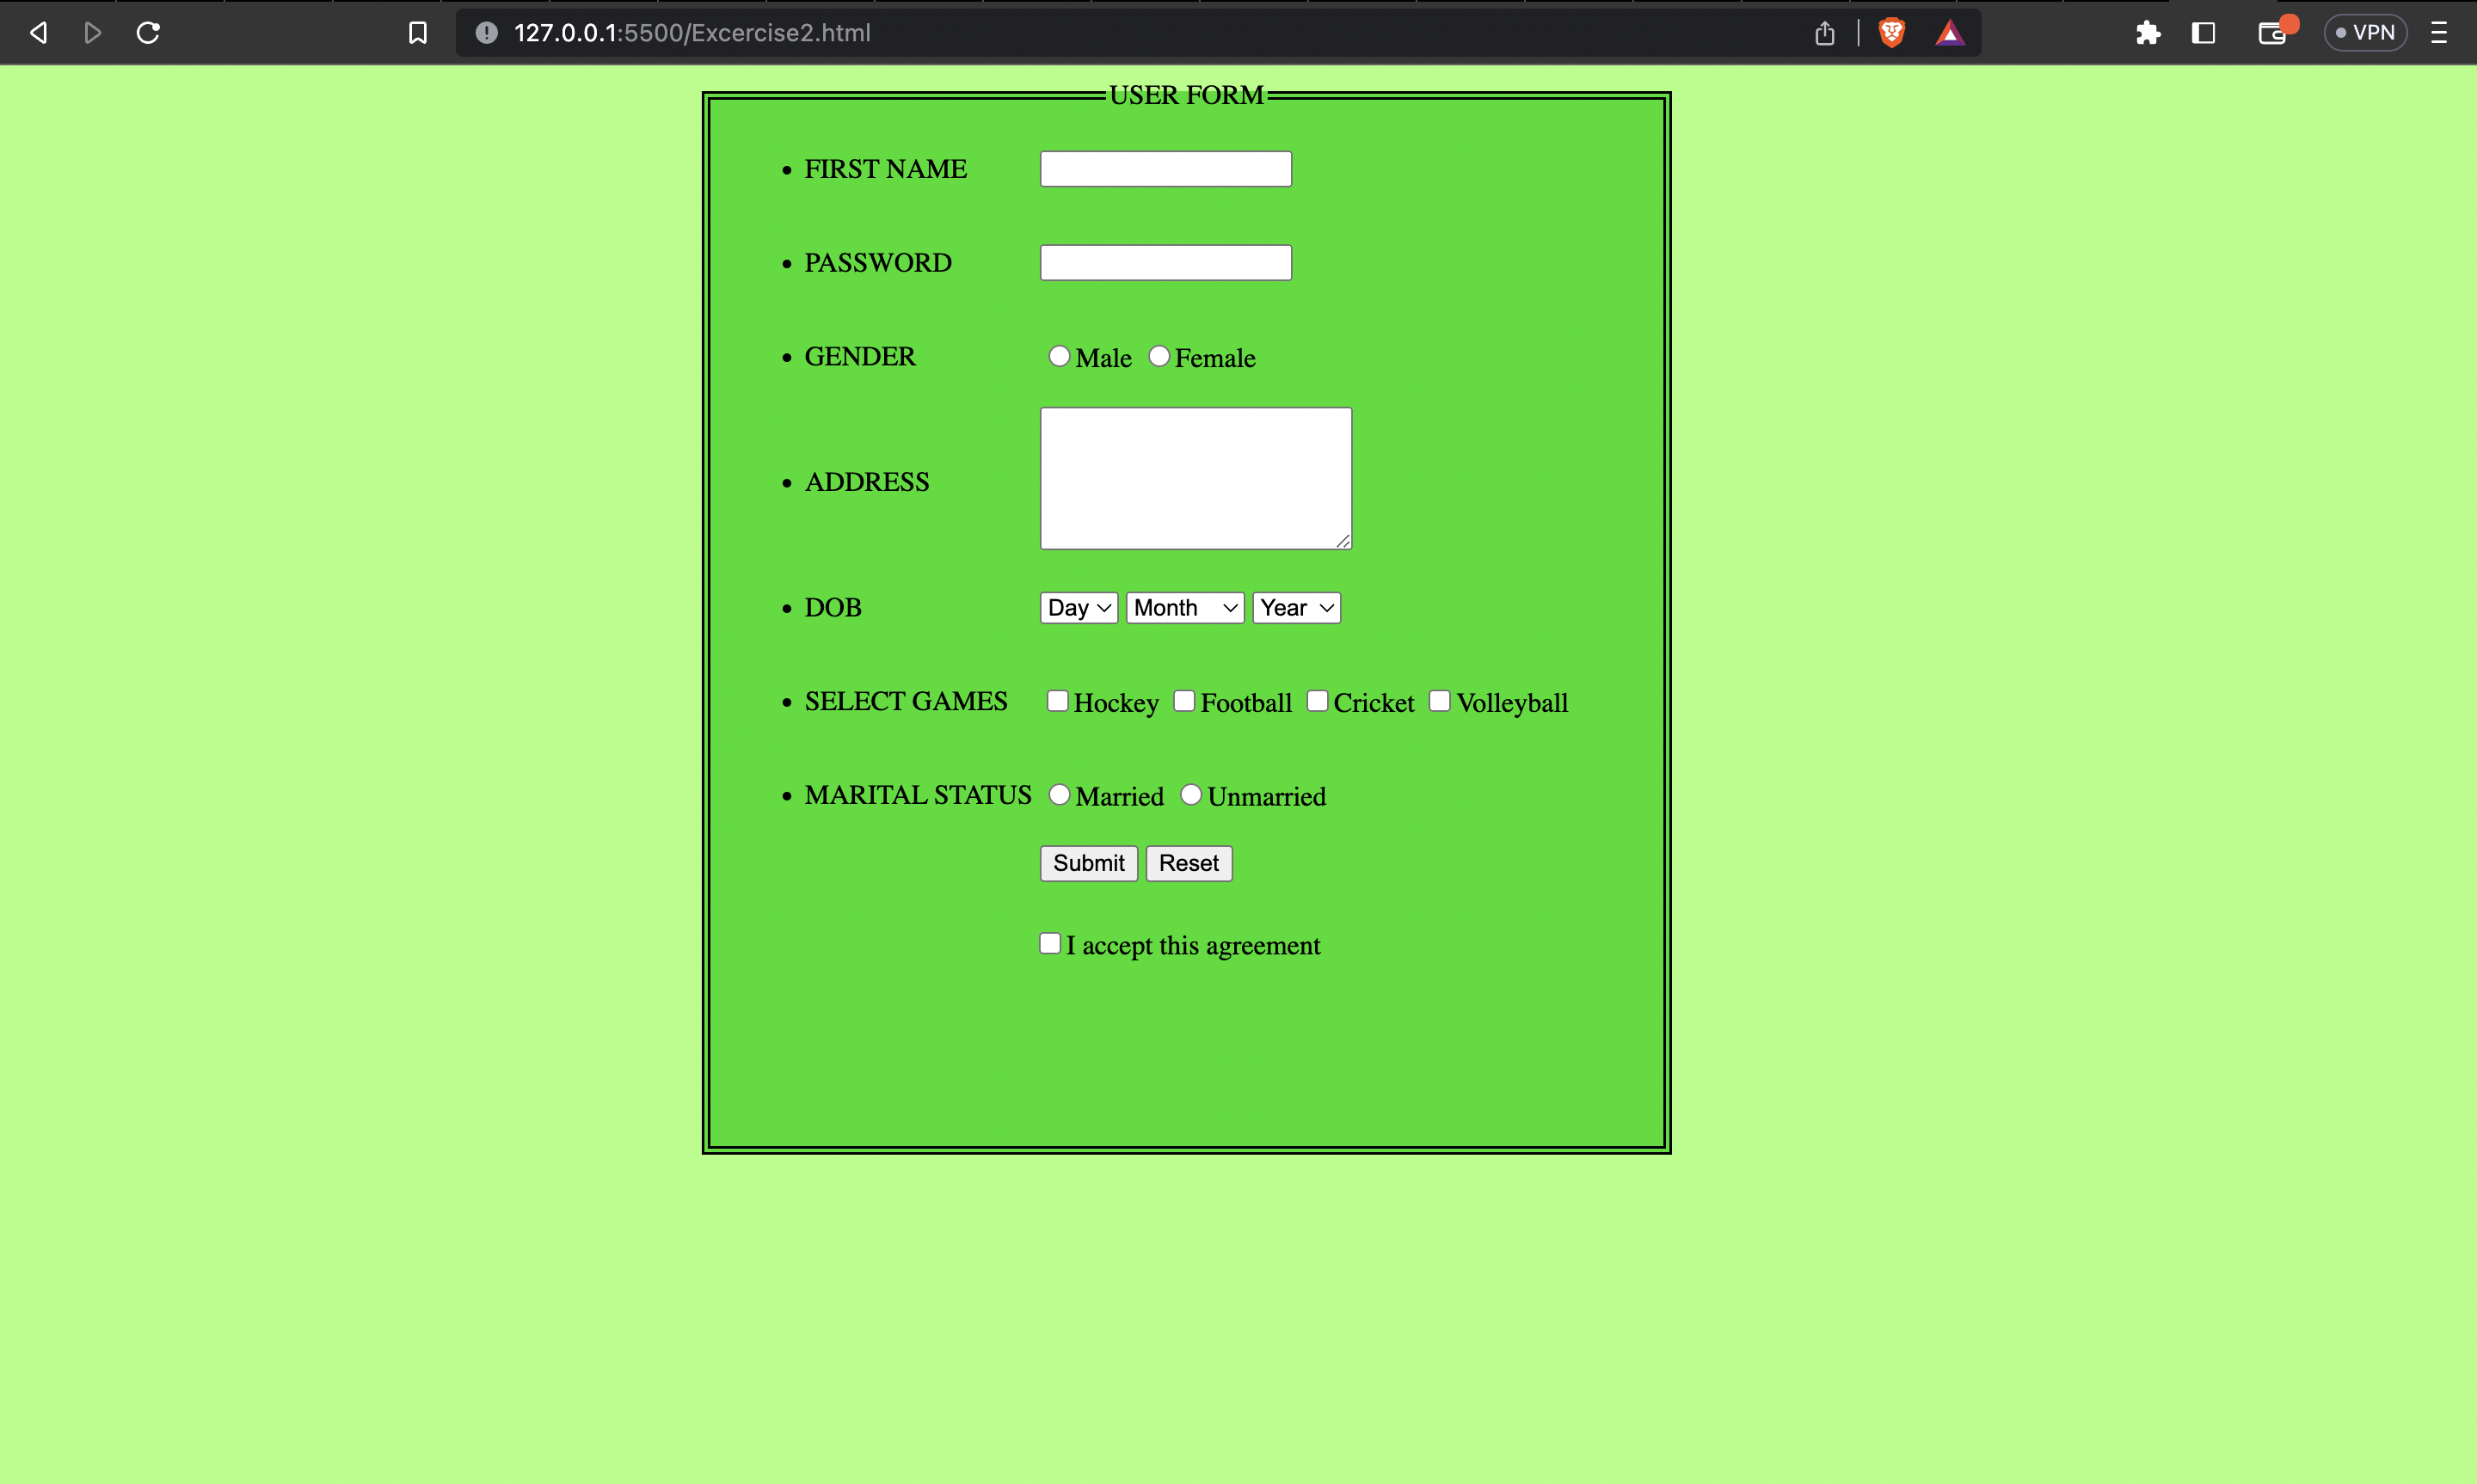 127.0.0.1:5500/Excercise2.html
VPN
USER FORM
FIRST NAME
PASSWORD
GENDER Male Female
ADDRESS
DOB Day Month Year
SELECT GAMES Hockey Football Cricket Volleyball
MARITAL STATUS Married Unmarried
Submit Reset
I accept this agreement